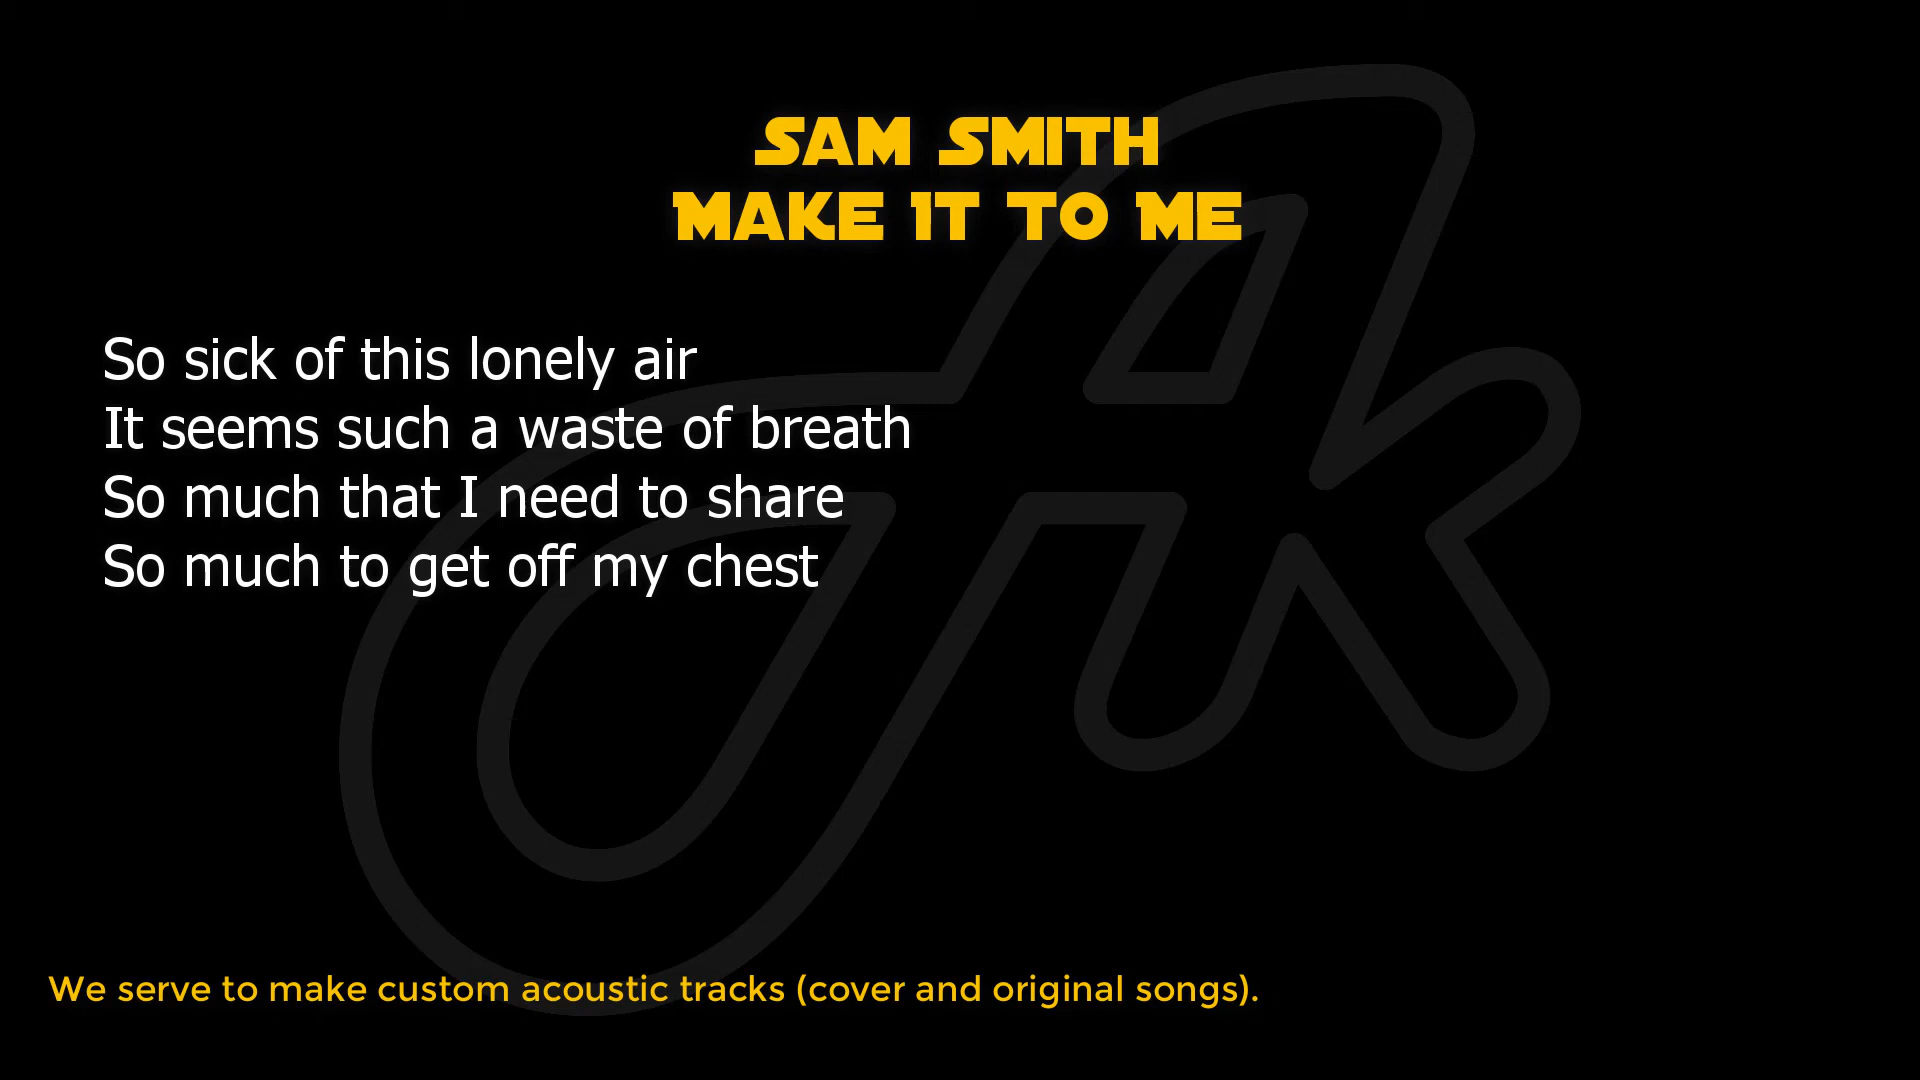 SAM SMITH
MAKE IT TO ME
So sick of this lonely air
It seems such a waste of breath
So much that I need to share
So much to get off my chest
We serve to make custom acoustic tracks (cover and original songs).